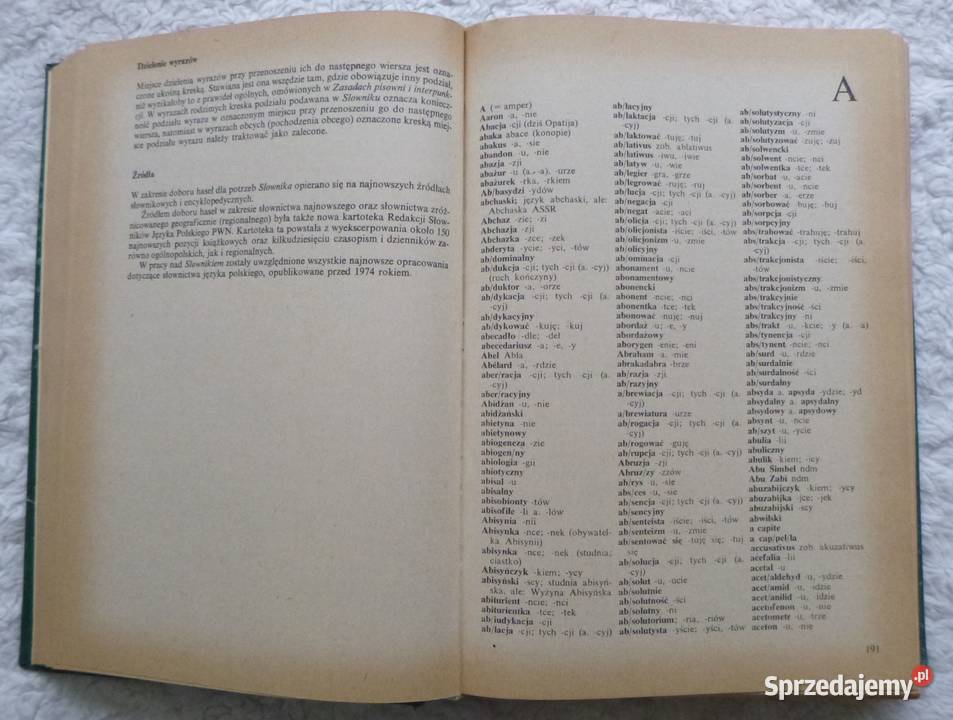 Dzielenie wyrazów
Miejsce dzielenia wyrazów przy przenoszeniu ich do następnego wiersza jest ozna-
czone ukośną kreską. Stawiana jest ona wszędzie tam, gdzie obowiązuje inny podział,
niż wynikałoby to z prawideł ogólnych, omówionych w Zasadach pisowni i interpunk-
cji. W wyrazach rodzimych kreska podziału podawana w Słowniku oznacza koniecz-
ność podziału wyrazu w oznaczonym miejscu przy przenoszeniu go do następnego
wiersza, natomiast w wyrazach obcych (pochodzenia obcego) oznaczone kreską miej-
sce podziału wyrazu należy traktować jako zalecone.
Źródła
W zakresie doboru haseł dla potrzeb Słownika opierano się na najnowszych źródłach
słownikowych i encyklopedycznych.
Źródłem doboru haseł w zakresie słownictwa najnowszego oraz słownictwa zróż-
nicowanego geograficznie (regionalnego) była także nowa kartoteka Redakcji Słow-
ników Języka Polskiego PWN. Kartoteka ta powstała z wyekscerpowania około 150
najnowszych pozycji książkowych oraz kilkudziesięciu czasopism i dzienników za-
równo ogólnopolskich, jak i regionalnych.
W pracy nad Słownikiem zostały uwzględnione wszystkie najnowsze opracowania
dotyczące słownictwa języka polskiego, opublikowane przed 1974 rokiem.
A
A (= amper)
Aaron -a, -nie
Abacja -cji (dziś Opatija)
abaka abace (konopie)
abakus -a, -sie
abandon -u, -nie
abazja -zji
abażur -u (a. -a), -urze
abażurek -rka, -rkiem
Ab/basydzi -ydów
abchaski; język abchaski, ale:
Abchaska ASSR
Abchaz -zie; -zi
Abchazja -zji
Abchazka -zce; -zek
abderyta -ycie; -yci, -tów
ab/dominalny
ab/dukcja -cji; tych -cji (a. -cyj)
(ruch kończyny)
ab/duktor -a, -orze
ab/dykacja -cji; tych -cji (a.
-cyj)
ab/dykacyjny
ab/dykować -kuję; -kuj
abecadło -dle; -deł
abecedariusz -a; -e, -y
Abel Abla
Abélard -a, -rdzie
aber/racja -cji; tych -cji (a.
-cyj)
aber/racyjny
Abidżan -u, -nie
abidżański
abietyna -nie
abietynowy
abiogeneza -zie
abiogen/ny
abiologia -gii
abiotyczny
abisal -u
abisalny
abisobionty -tów
abisofile -li a. -lów
Abisynia -nii
Abisynka -nce; -nek (obywatel-
ka Abisynii)
abisynka -nce; -nek (studnia;
ciastko)
Abisyńczyk -kiem; -ycy
abisyński -scy; studnia abisyń-
ska, ale: Wyżyna Abisyńska
abiturient -ncie; -nci
abiturientka -tce; -tek
ab/iudykacja -cji
ab/lacja -cji; tych -cji (a. -cyj)
ab/lacyjny
ab/laktacja -cji; tych -cji (a.
-cyj)
ab/laktować -tuję; -tuj
ab/lativus zob. ablatiwus
ab/latiwus -iwu, -iwie
ab/latyw -u, -wie
ab/legier -gra, -grze
ab/legrować -ruję; -ruj
ab/lucja -cji; tych -cji (a. -cyj)
ab/negacja -cji
ab/negat -acie; -aci
ab/olicja -cji; tych -cji (a. -cyj)
ab/olicjonista -iście; -iści, -tów
ab/olicjonizm -u, -zmie
ab/olicyjny
ab/ominacja -cji
abonament -u, -ncie
abonamentowy
abonencki
abonent -ncie; -nci
abonentka -tce; -tek
abonować -nuję; -nuj
abordaż -u; -e, -y
abordażowy
aborygen -enie; -eni
Abraham -a, -mie
abrakadabra -brze
ab/razja -zji
ab/razyjny
a/brewiacja -cji; tych -cji (a.
-cyj)
a/brewiatura -urze
ab/rogacja -cji; tych -cji (a.
-cyj)
ab/rogować -guję
ab/rupcja -cji; tych -cji (a. -cyj)
Abruzja -zji
Abruz/zy -zzów
ab/rys -u, -sie
abs/ces -u, -sie
ab/sencja -cji; tych -cji (a. -cyj)
ab/sencyjny
ab/senteista -iście; -iści, -tów
ab/senteizm -u, -zmie
ab/sentować się -tuję się; -tuj
się
ab/solucja -cji; tych -cji (a.
-cyj)
ab/solut -u, -ucie
ab/solutnie
ab/solutność -ści
ab/solutny -ni
ab/solutorium; -ria, -riów
ab/solutysta -yście; -yści, -tów
ab/solutystyczny -ni
ab/solutyzacja -cji
ab/solutyzm -u, -zmie
ab/solutyzować -zuję; -zuj
ab/solwencki
ab/solwent -ncie; -nci
ab/solwentka -tce; -tek
ab/sorbat -u, -acie
ab/sorbent -u, -ncie
ab/sorber -a, -erze
ab/sorbować -buję; -buj
ab/sorpcja -cji
ab/sorpcyjny
abs/trahować -trahuję; -trahuj
abs/trakcja -cji; tych -cji (a.
-cyj)
abs/trakcjonista -iście; -iści,
-tów
abs/trakcjonistyczny
abs/trakcjonizm -u, -zmie
abs/trakcyjnie
abs/trakcyjność -ści
abs/trakcyjny -ni
abs/trakt -u, -kcie; -y (a. -a)
abs/tynencja -cji
abs/tynent -ncie; -nci
ab/surd -u, -rdzie
ab/surdalnie
ab/surdalność -ści
ab/surdalny
absyda a. apsyda -ydzie; -yd
absydalny a. apsydalny
absydowy a. apsydowy
absynt -u, -ncie
ab/szyt -u, -ycie
abulia -lii
abuliczny
abulik -kiem; -icy
Abu Simbel ndm
Abu Zabi ndm
abuzabijczyk -kiem; -ycy
abuzabijka -jce; -jek
abuzabijski -scy
abwilski
a capite
a cap/pel/la
accusativus zob. akuzatiwus
acefalia -lii
acetal -u
acet/aldehyd -u, -ydzie
acet/amid -u, -idzie
acet/anilid -u, -idzie
acetofenon -u, -nie
acetometr -u, -trze
aceton -u, -nie
191
Sprzedajemy.pl